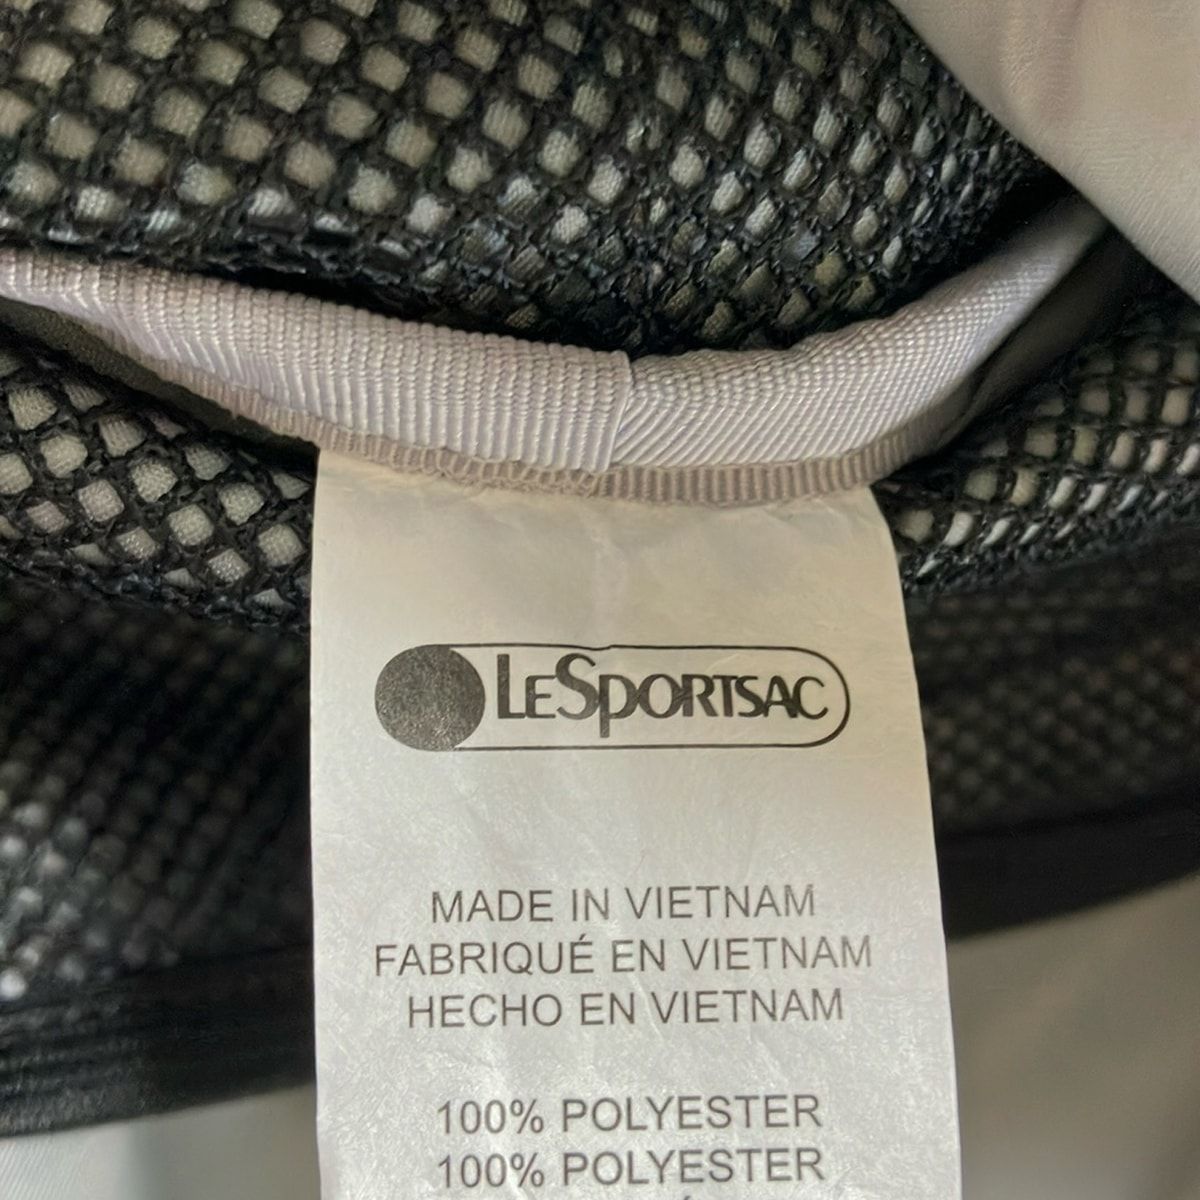 LeSportsac
MADE IN VIETNAM
FABRIQUÉ EN VIETNAM
HECHO EN VIETNAM
100% POLYESTER
100% POLYESTER